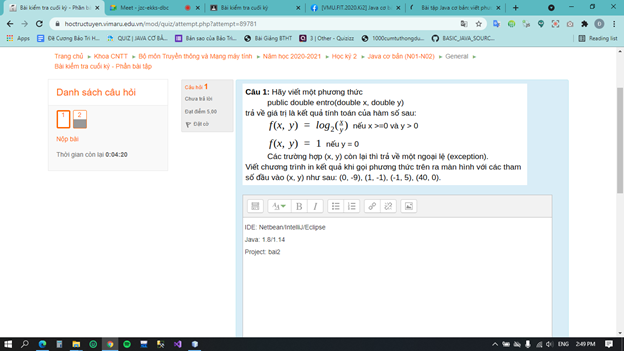 Bài kiểm tra cuối kỳ - Phần b
Meet - jzc-ekto-dbc
Bài kiểm tra cuối kỳ
[VMU.FIT.2020.Ki2] Java cơ bản
Bài tập Java cơ bản: viết phư
hoctructuyen.vimaru.edu.vn/mod/quiz/attempt.php?attempt=89781
Apps
Đề Cương Bảo Trì H...
QUIZ | JAVA CƠ BẢ...
Bản sao của Bảo Trì...
Bài Giảng BTHT
3 | Other - Quizizz
1000cumtuthongdu...
BASIC_JAVA_SOURC...
Reading list
Trang chủ ► Khoa CNTT ► Bộ môn Truyền thông và Mạng máy tính ► Năm học 2020-2021 ► Học kỳ 2 ► Java cơ bản (N01-N02) ► General ►
Bài kiểm tra cuối kỳ - Phần bài tập
Danh sách câu hỏi
1 2
Nộp bài
Thời gian còn lại 0:04:20
Câu hỏi 1
Chưa trả lời
Đạt điểm 5.00
Đặt cờ
Câu 1: Hãy viết một phương thức
public double entro(double x, double y)
trả về giá trị là kết quả tính toán của hàm số sau:
f(x, y) = log₂(x/y) nếu x >=0 và y > 0
f(x, y) = 1 nếu y = 0
Các trường hợp (x, y) còn lại thì trả về một ngoại lệ (exception).
Viết chương trình in kết quả khi gọi phương thức trên ra màn hình với các tham
số đầu vào (x, y) như sau: (0, -9), (1, -1), (-1, 5), (40, 0).
B I
IDE: Netbean/IntelliJ/Eclipse
Java: 1.8/1.14
Project: bai2
ENG 2:49 PM